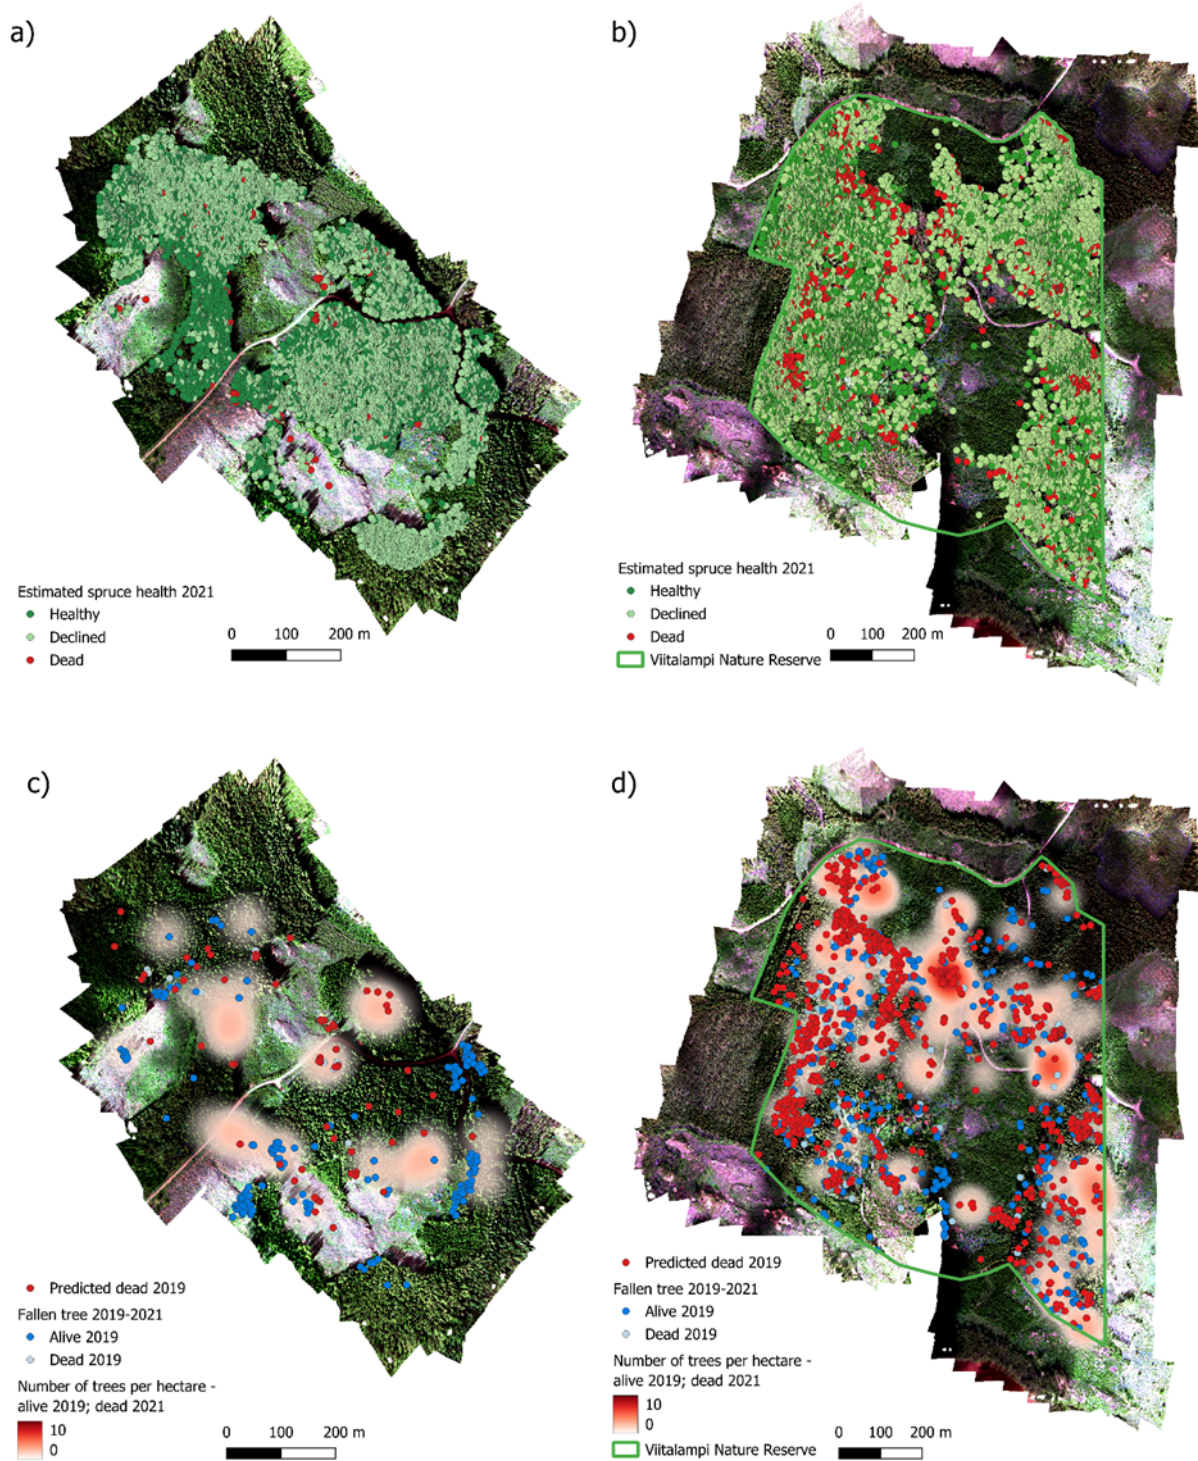 a)
Estimated spruce health 2021
Healthy
Declined
Dead
0 100 200 m
b)
Estimated spruce health 2021
Healthy
Declined
Dead
Viitalampi Nature Reserve
0 100 200 m
c)
Predicted dead 2019
Fallen tree 2019-2021
Alive 2019
Dead 2019
Number of trees per hectare -
alive 2019; dead 2021
10
0
0 100 200 m
d)
Predicted dead 2019
Fallen tree 2019-2021
Alive 2019
Dead 2019
Number of trees per hectare -
alive 2019; dead 2021
10
0
Viitalampi Nature Reserve
0 100 200 m